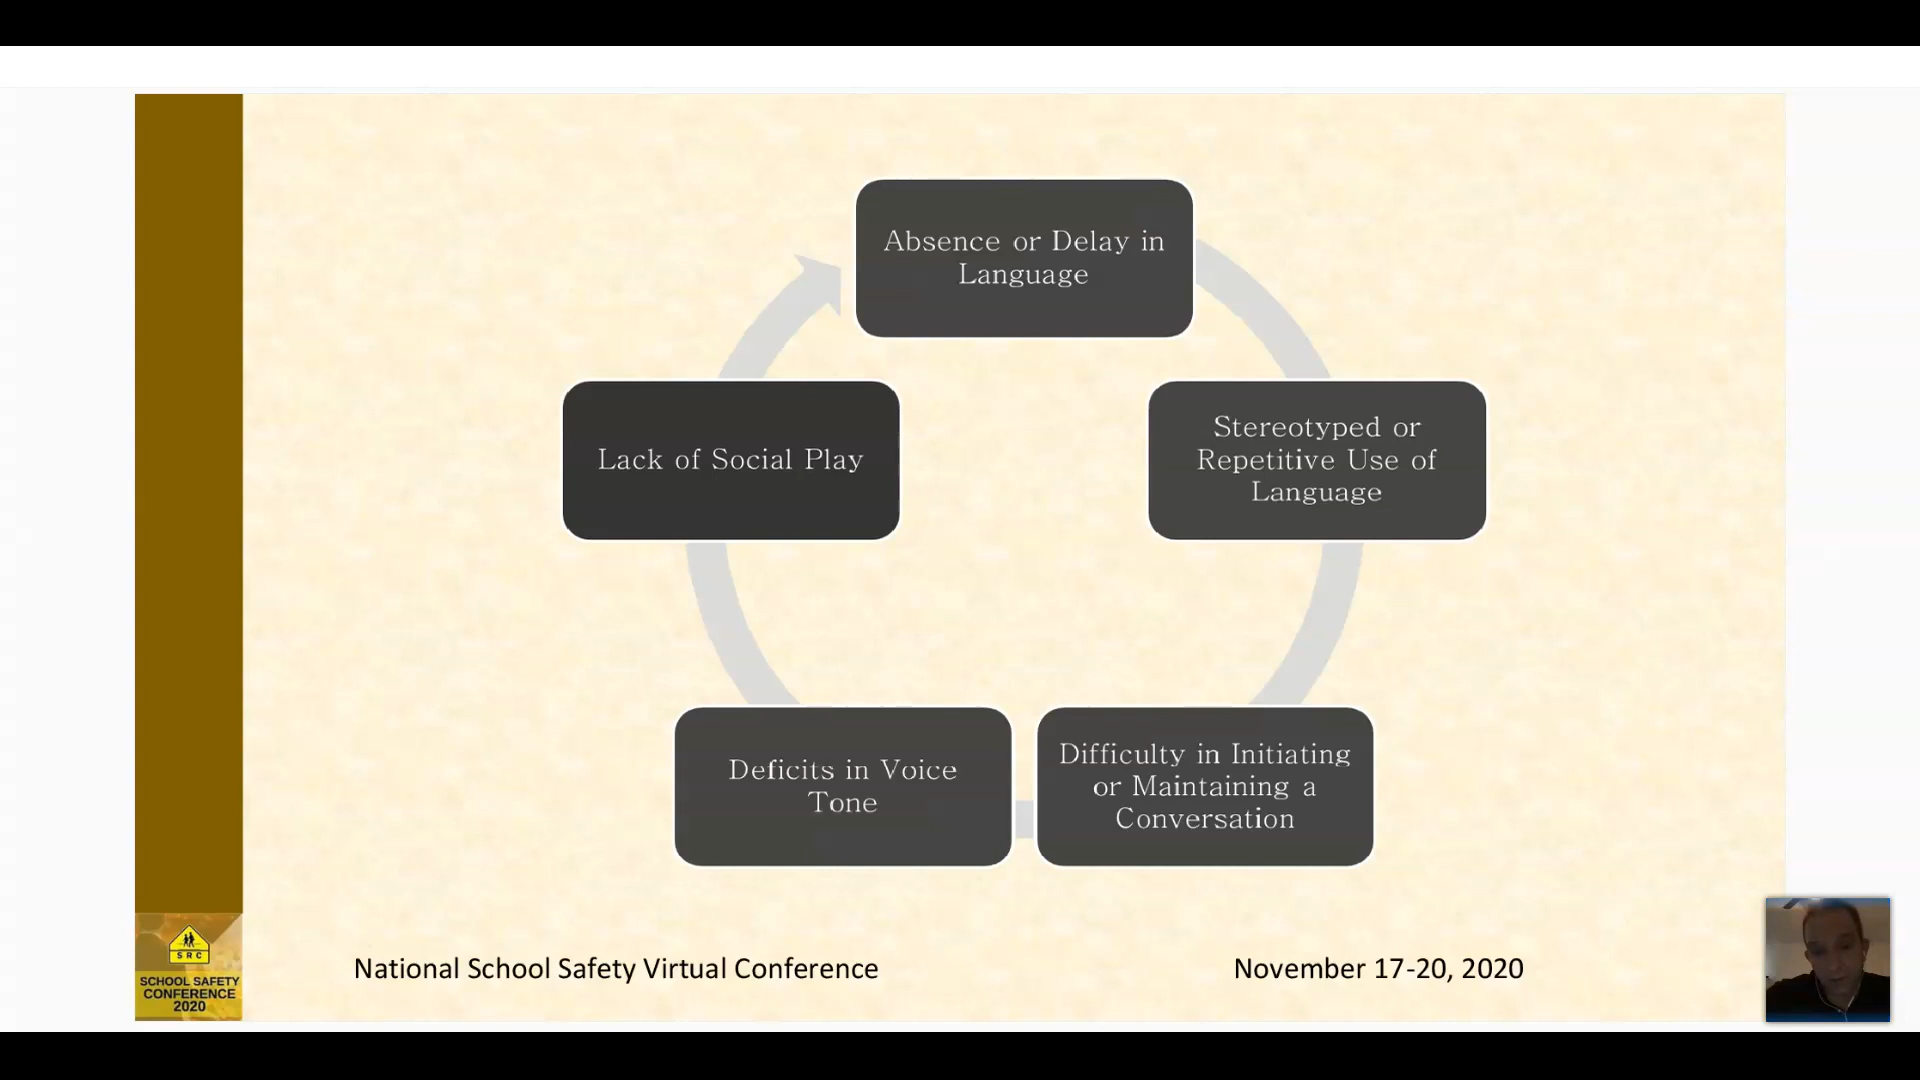 Absence or Delay in
Language
Stereotyped or
Repetitive Use of
Language
Difficulty in Initiating
or Maintaining a
Conversation
Deficits in Voice
Tone
Lack of Social Play
SRC
SCHOOL SAFETY
CONFERENCE
2020
National School Safety Virtual Conference
November 17-20, 2020